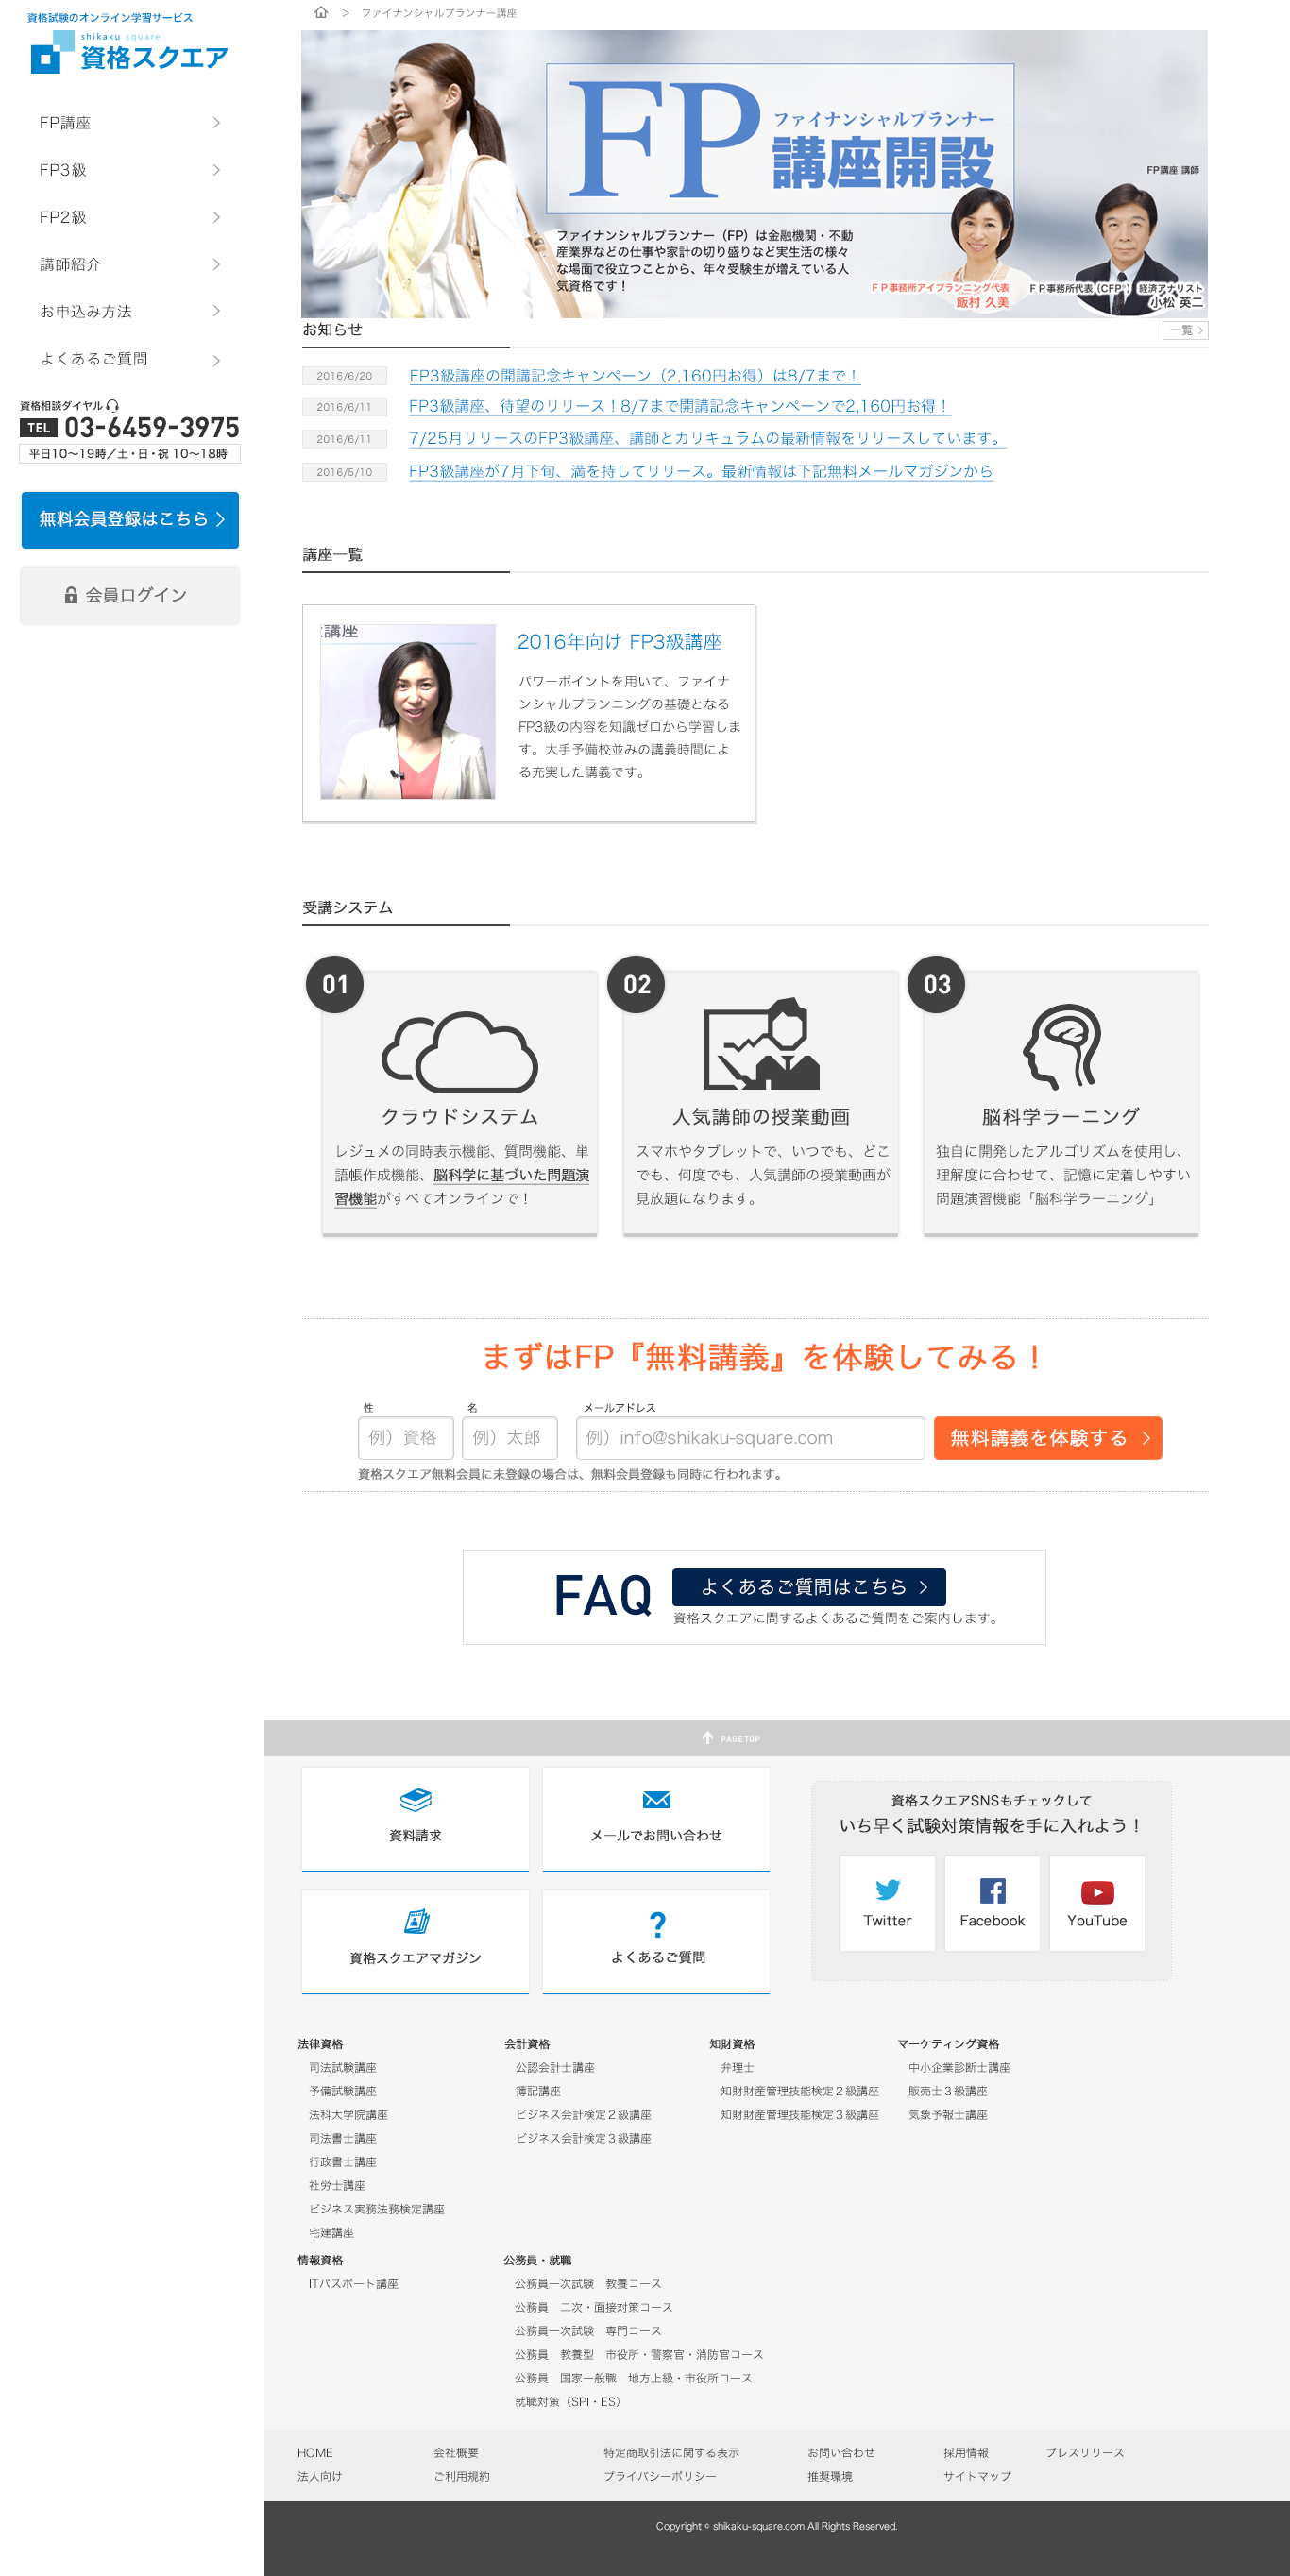 資格試験のオンライン学習サービス
shikaku square
資格スクエア
FP講座
FP3級
FP2級
講師紹介
お申込み方法
よくあるご質問
資格相談ダイヤル
TEL 03-6459-3975
平日10〜19時／土・日・祝 10〜18時
無料会員登録はこちら
会員ログイン
＞ ファイナンシャルプランナー講座
FP ファイナンシャルプランナー
講座開設
FP講座 講師
ファイナンシャルプランナー（FP）は金融機関・不動
産業界などの仕事や家計の切り盛りなど実生活の様々
な場面で役立つことから、年々受験生が増えている人
気資格です！
ＦＰ事務所アイプランニング代表
飯村 久美
ＦＰ事務所代表（CFP®） 経済アナリスト
小松 英二
お知らせ
一覧
2016/6/20 FP3級講座の開講記念キャンペーン（2,160円お得）は8/7まで！
2016/6/11 FP3級講座、待望のリリース！8/7まで開講記念キャンペーンで2,160円お得！
2016/6/11 7/25月リリースのFP3級講座、講師とカリキュラムの最新情報をリリースしています。
2016/5/10 FP3級講座が7月下旬、満を持してリリース。最新情報は下記無料メールマガジンから
講座一覧
講座
2016年向け FP3級講座
パワーポイントを用いて、ファイナ
ンシャルプランニングの基礎となる
FP3級の内容を知識ゼロから学習しま
す。大手予備校並みの講義時間によ
る充実した講義です。
受講システム
01
クラウドシステム
レジュメの同時表示機能、質問機能、単
語帳作成機能、脳科学に基づいた問題演
習機能がすべてオンラインで！
02
人気講師の授業動画
スマホやタブレットで、いつでも、どこ
でも、何度でも、人気講師の授業動画が
見放題になります。
03
脳科学ラーニング
独自に開発したアルゴリズムを使用し、
理解度に合わせて、記憶に定着しやすい
問題演習機能「脳科学ラーニング」
まずはFP『無料講義』を体験してみる！
性 名 メールアドレス
例）資格 例）太郎 例）info@shikaku-square.com 無料講義を体験する
資格スクエア無料会員に未登録の場合は、無料会員登録も同時に行われます。
FAQ よくあるご質問はこちら
資格スクエアに関するよくあるご質問をご案内します。
PAGE TOP
資料請求
メールでお問い合わせ
資格スクエアマガジン
よくあるご質問
資格スクエアSNSもチェックして
いち早く試験対策情報を手に入れよう！
Twitter Facebook YouTube
法律資格
司法試験講座
予備試験講座
法科大学院講座
司法書士講座
行政書士講座
社労士講座
ビジネス実務法務検定講座
宅建講座
会計資格
公認会計士講座
簿記講座
ビジネス会計検定２級講座
ビジネス会計検定３級講座
知財資格
弁理士
知財財産管理技能検定２級講座
知財財産管理技能検定３級講座
マーケティング資格
中小企業診断士講座
販売士３級講座
気象予報士講座
情報資格
ITパスポート講座
公務員・就職
公務員一次試験　教養コース
公務員　二次・面接対策コース
公務員一次試験　専門コース
公務員　教養型　市役所・警察官・消防官コース
公務員　国家一般職　地方上級・市役所コース
就職対策（SPI・ES）
HOME 会社概要 特定商取引法に関する表示 お問い合わせ 採用情報 プレスリリース
法人向け ご利用規約 プライバシーポリシー 推奨環境 サイトマップ
Copyright © shikaku-square.com All Rights Reserved.